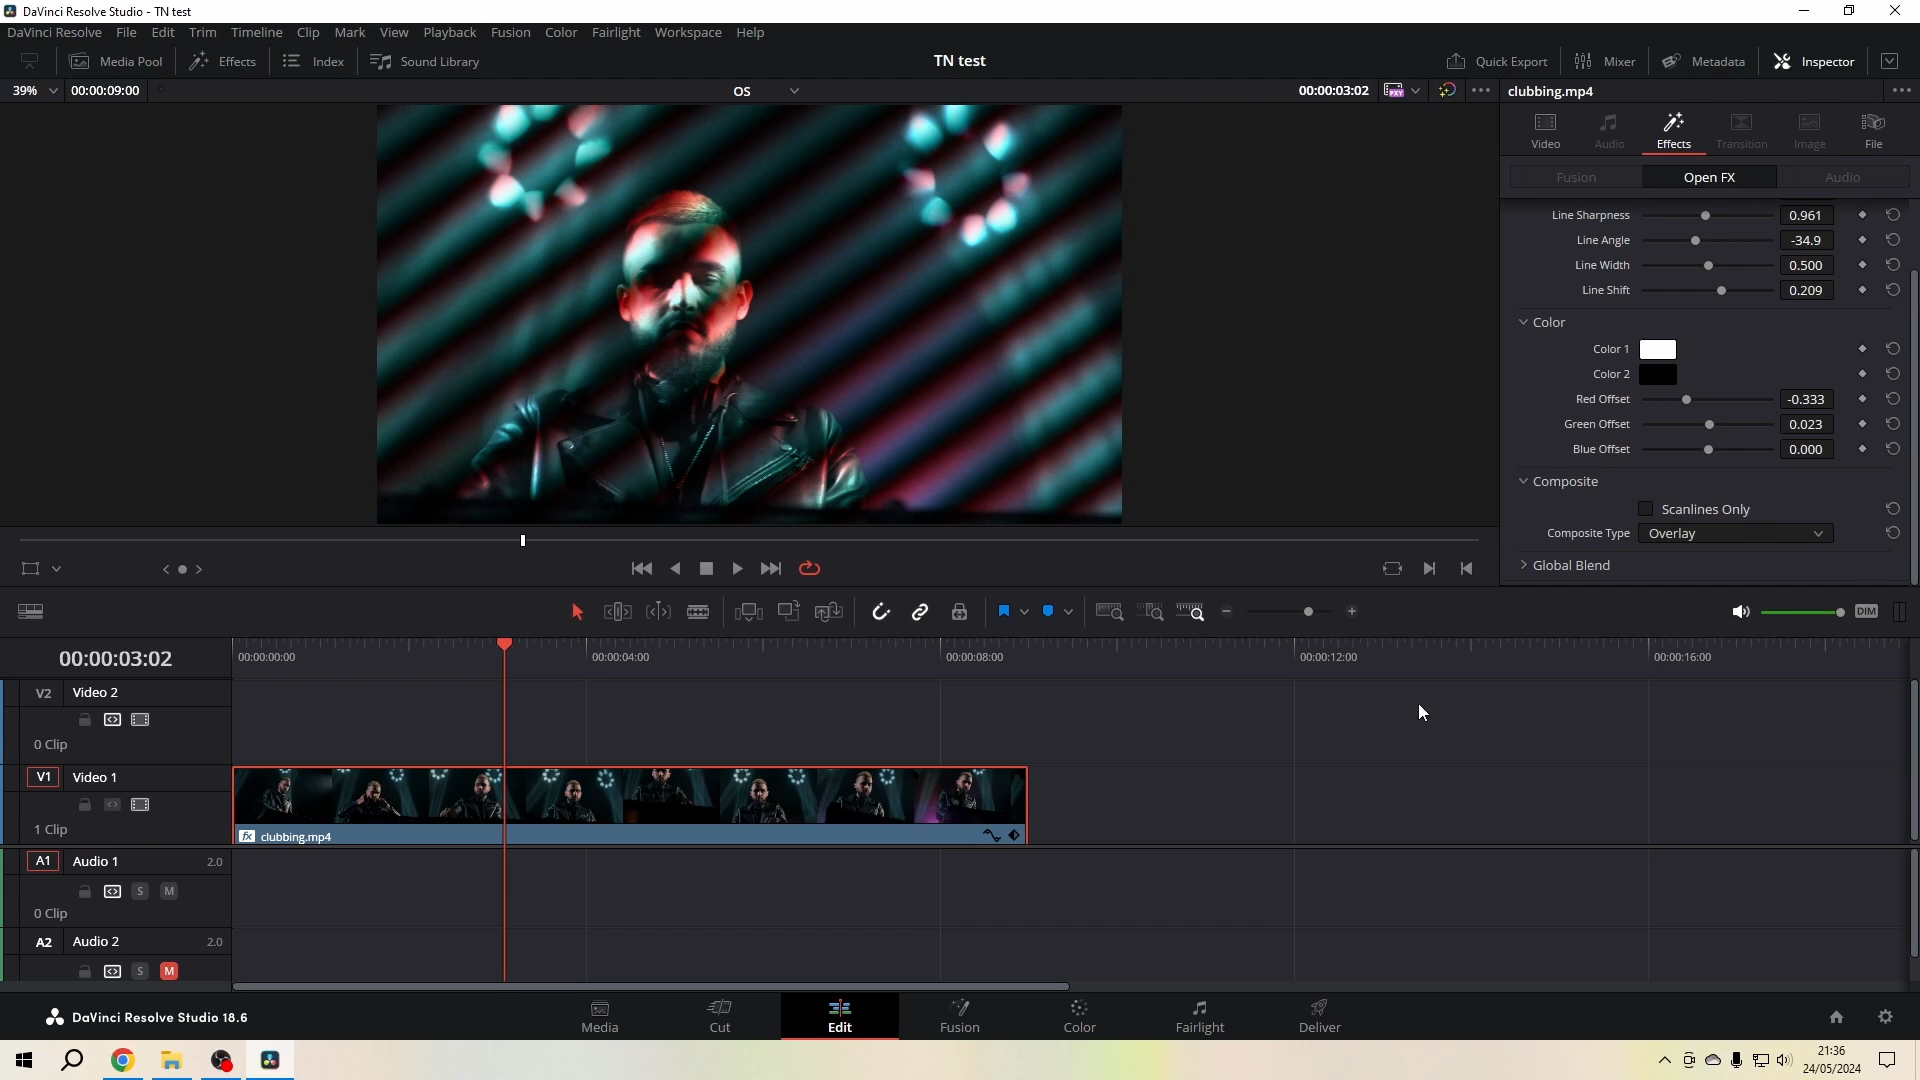 DaVinci Resolve Studio - TN test
DaVinci Resolve File Edit Trim Timeline Clip Mark View Playback Fusion Color Fairlight Workspace Help
Media Pool Effects Index Sound Library TN test Quick Export Mixer Metadata Inspector
39% 00:00:09:00 OS 00:00:03:02 PXY clubbing.mp4
Video Audio Effects Transition Image File
Fusion Open FX Audio
Line Sharpness 0.961
Line Angle -34.9
Line Width 0.500
Line Shift 0.209
Color
Color 1
Color 2
Red Offset -0.333
Green Offset 0.023
Blue Offset 0.000
Composite
Scanlines Only
Composite Type Overlay
Global Blend
DIM
00:00:03:02 00:00:00:00 00:00:04:00 00:00:08:00 00:00:12:00 00:00:16:00
V2 Video 2
0 Clip
V1 Video 1
1 Clip
fx clubbing.mp4
A1 Audio 1 2.0
S M
0 Clip
A2 Audio 2 2.0
S M
DaVinci Resolve Studio 18.6
Media Cut Edit Fusion Color Fairlight Deliver
21:36
24/05/2024